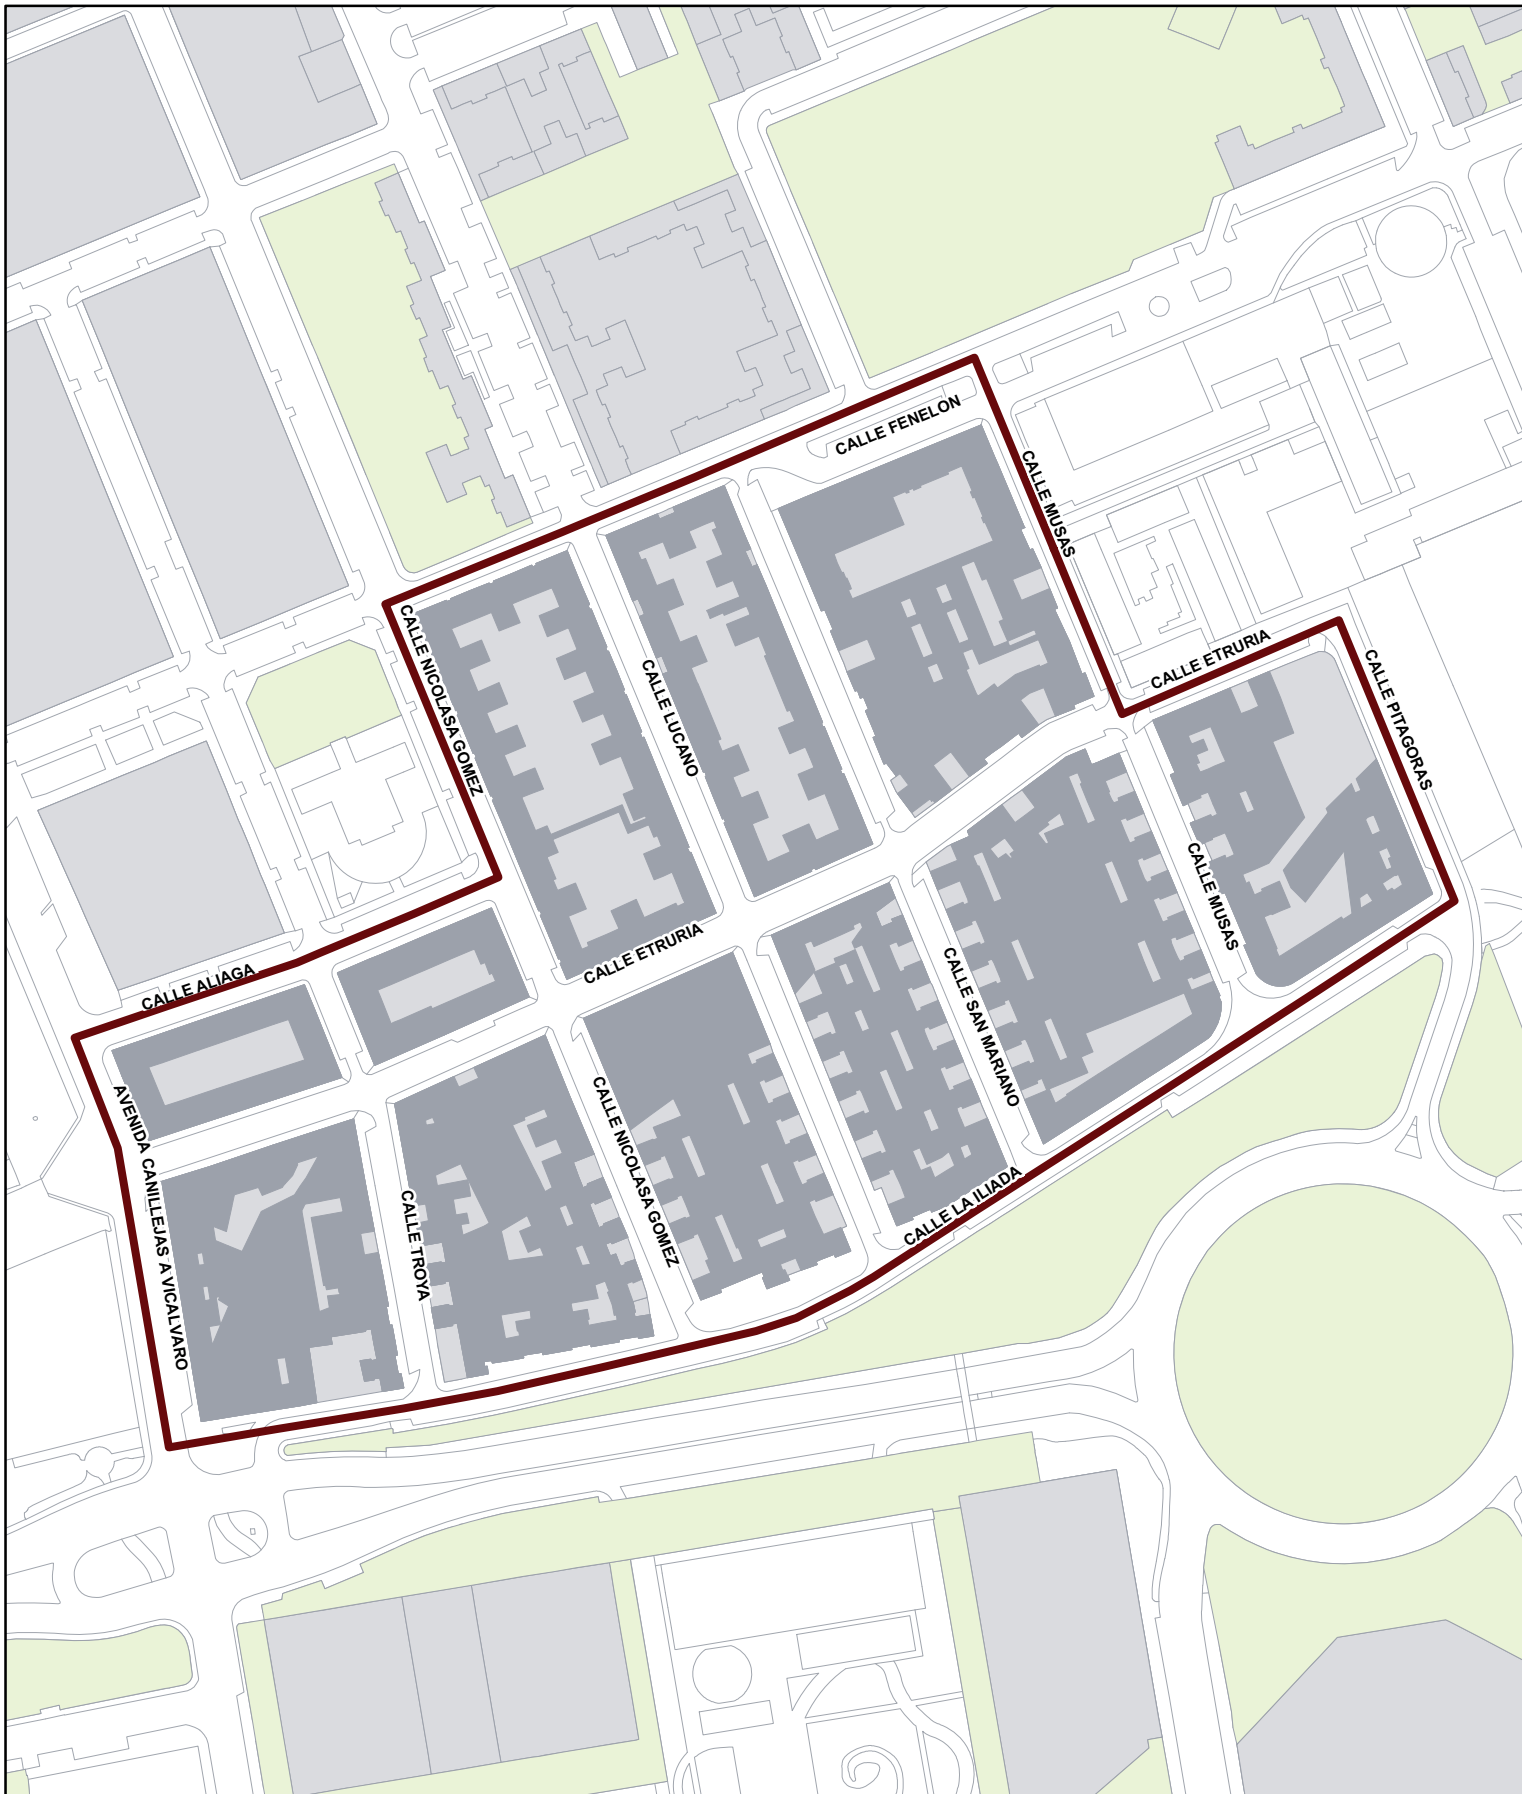 CALLE FENELON
CALLE MUSAS
CALLE NICOLASA GOMEZ
CALLE LUCANO
CALLE ETRURIA
CALLE PITAGORAS
CALLE MUSAS
CALLE ETRURIA
CALLE ALIAGA
CALLE SAN MARIANO
AVENIDA CANILLEJAS A VICALVARO
CALLE NICOLASA GOMEZ
CALLE TROYA
CALLE LA ILIADA